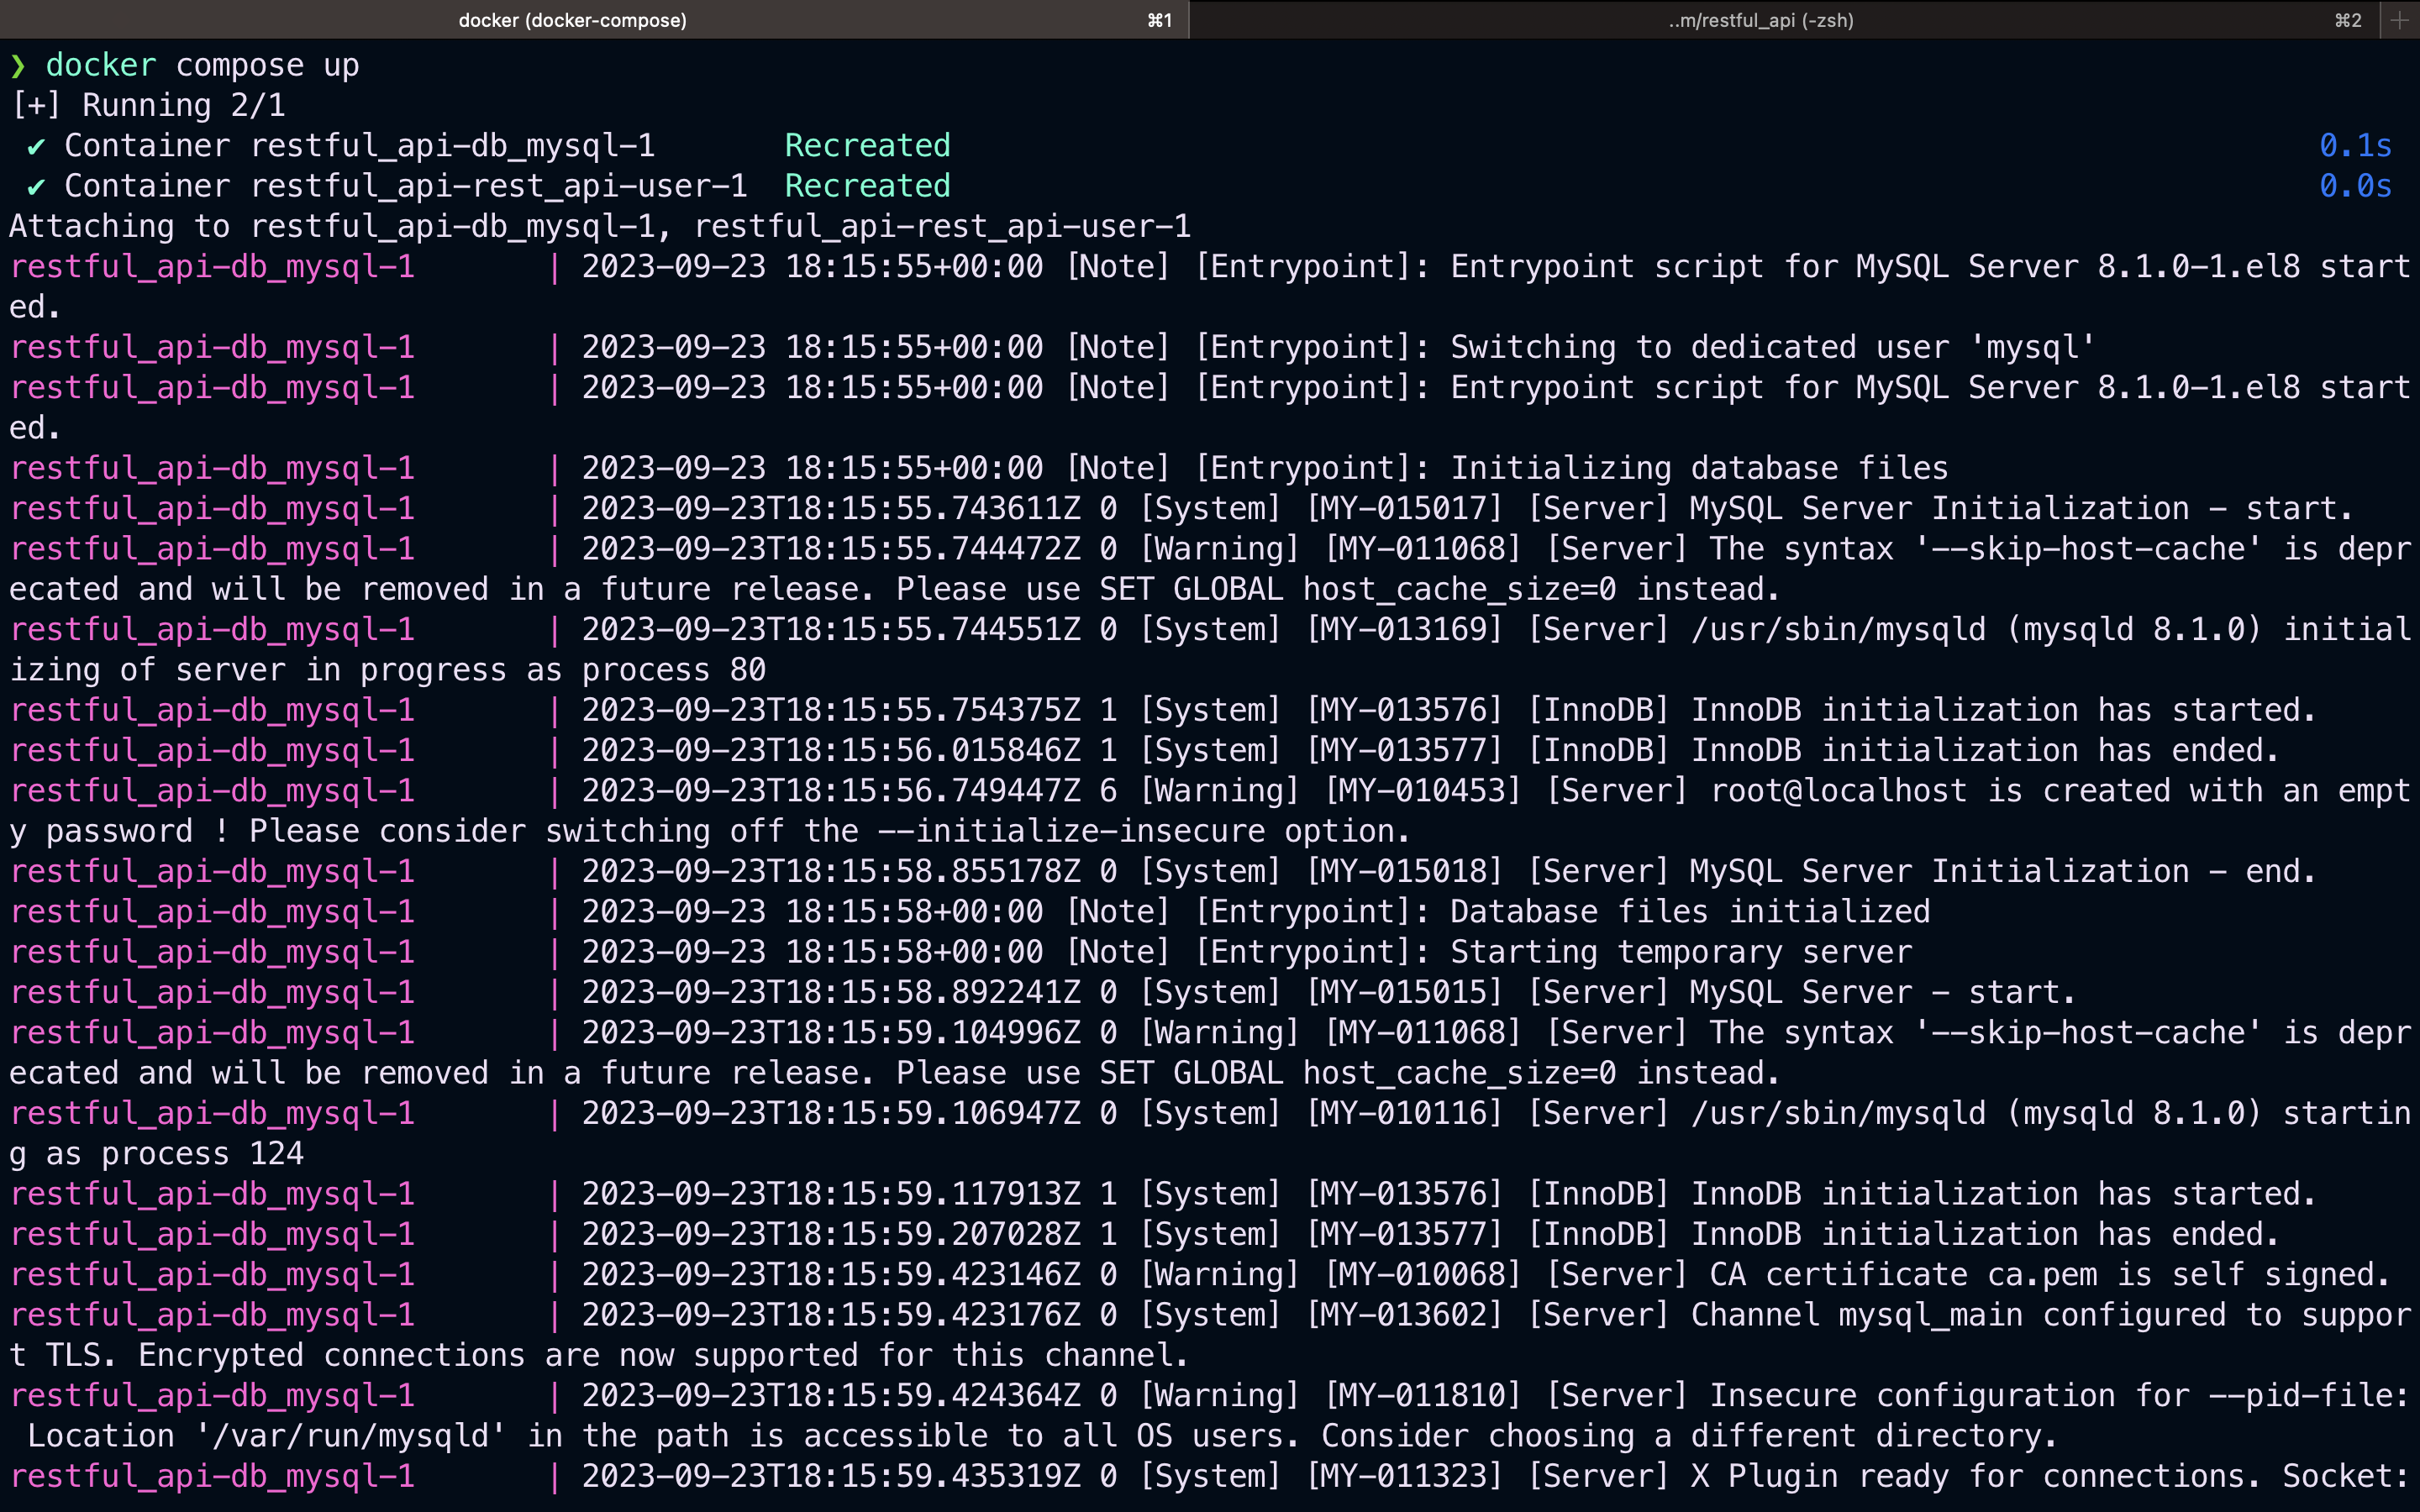 docker (docker-compose) ⌘1 ..m/restful_api (-zsh) ⌘2 +
❯ docker compose up
[+] Running 2/1
✔ Container restful_api-db_mysql-1 Recreated 0.1s
✔ Container restful_api-rest_api-user-1 Recreated 0.0s
Attaching to restful_api-db_mysql-1, restful_api-rest_api-user-1
restful_api-db_mysql-1 | 2023-09-23 18:15:55+00:00 [Note] [Entrypoint]: Entrypoint script for MySQL Server 8.1.0-1.el8 start
ed.
restful_api-db_mysql-1 | 2023-09-23 18:15:55+00:00 [Note] [Entrypoint]: Switching to dedicated user 'mysql'
restful_api-db_mysql-1 | 2023-09-23 18:15:55+00:00 [Note] [Entrypoint]: Entrypoint script for MySQL Server 8.1.0-1.el8 start
ed.
restful_api-db_mysql-1 | 2023-09-23 18:15:55+00:00 [Note] [Entrypoint]: Initializing database files
restful_api-db_mysql-1 | 2023-09-23T18:15:55.743611Z 0 [System] [MY-015017] [Server] MySQL Server Initialization - start.
restful_api-db_mysql-1 | 2023-09-23T18:15:55.744472Z 0 [Warning] [MY-011068] [Server] The syntax '--skip-host-cache' is depr
ecated and will be removed in a future release. Please use SET GLOBAL host_cache_size=0 instead.
restful_api-db_mysql-1 | 2023-09-23T18:15:55.744551Z 0 [System] [MY-013169] [Server] /usr/sbin/mysqld (mysqld 8.1.0) initial
izing of server in progress as process 80
restful_api-db_mysql-1 | 2023-09-23T18:15:55.754375Z 1 [System] [MY-013576] [InnoDB] InnoDB initialization has started.
restful_api-db_mysql-1 | 2023-09-23T18:15:56.015846Z 1 [System] [MY-013577] [InnoDB] InnoDB initialization has ended.
restful_api-db_mysql-1 | 2023-09-23T18:15:56.749447Z 6 [Warning] [MY-010453] [Server] root@localhost is created with an empt
y password ! Please consider switching off the --initialize-insecure option.
restful_api-db_mysql-1 | 2023-09-23T18:15:58.855178Z 0 [System] [MY-015018] [Server] MySQL Server Initialization - end.
restful_api-db_mysql-1 | 2023-09-23 18:15:58+00:00 [Note] [Entrypoint]: Database files initialized
restful_api-db_mysql-1 | 2023-09-23 18:15:58+00:00 [Note] [Entrypoint]: Starting temporary server
restful_api-db_mysql-1 | 2023-09-23T18:15:58.892241Z 0 [System] [MY-015015] [Server] MySQL Server - start.
restful_api-db_mysql-1 | 2023-09-23T18:15:59.104996Z 0 [Warning] [MY-011068] [Server] The syntax '--skip-host-cache' is depr
ecated and will be removed in a future release. Please use SET GLOBAL host_cache_size=0 instead.
restful_api-db_mysql-1 | 2023-09-23T18:15:59.106947Z 0 [System] [MY-010116] [Server] /usr/sbin/mysqld (mysqld 8.1.0) startin
g as process 124
restful_api-db_mysql-1 | 2023-09-23T18:15:59.117913Z 1 [System] [MY-013576] [InnoDB] InnoDB initialization has started.
restful_api-db_mysql-1 | 2023-09-23T18:15:59.207028Z 1 [System] [MY-013577] [InnoDB] InnoDB initialization has ended.
restful_api-db_mysql-1 | 2023-09-23T18:15:59.423146Z 0 [Warning] [MY-010068] [Server] CA certificate ca.pem is self signed.
restful_api-db_mysql-1 | 2023-09-23T18:15:59.423176Z 0 [System] [MY-013602] [Server] Channel mysql_main configured to suppor
t TLS. Encrypted connections are now supported for this channel.
restful_api-db_mysql-1 | 2023-09-23T18:15:59.424364Z 0 [Warning] [MY-011810] [Server] Insecure configuration for --pid-file:
Location '/var/run/mysqld' in the path is accessible to all OS users. Consider choosing a different directory.
restful_api-db_mysql-1 | 2023-09-23T18:15:59.435319Z 0 [System] [MY-011323] [Server] X Plugin ready for connections. Socket: